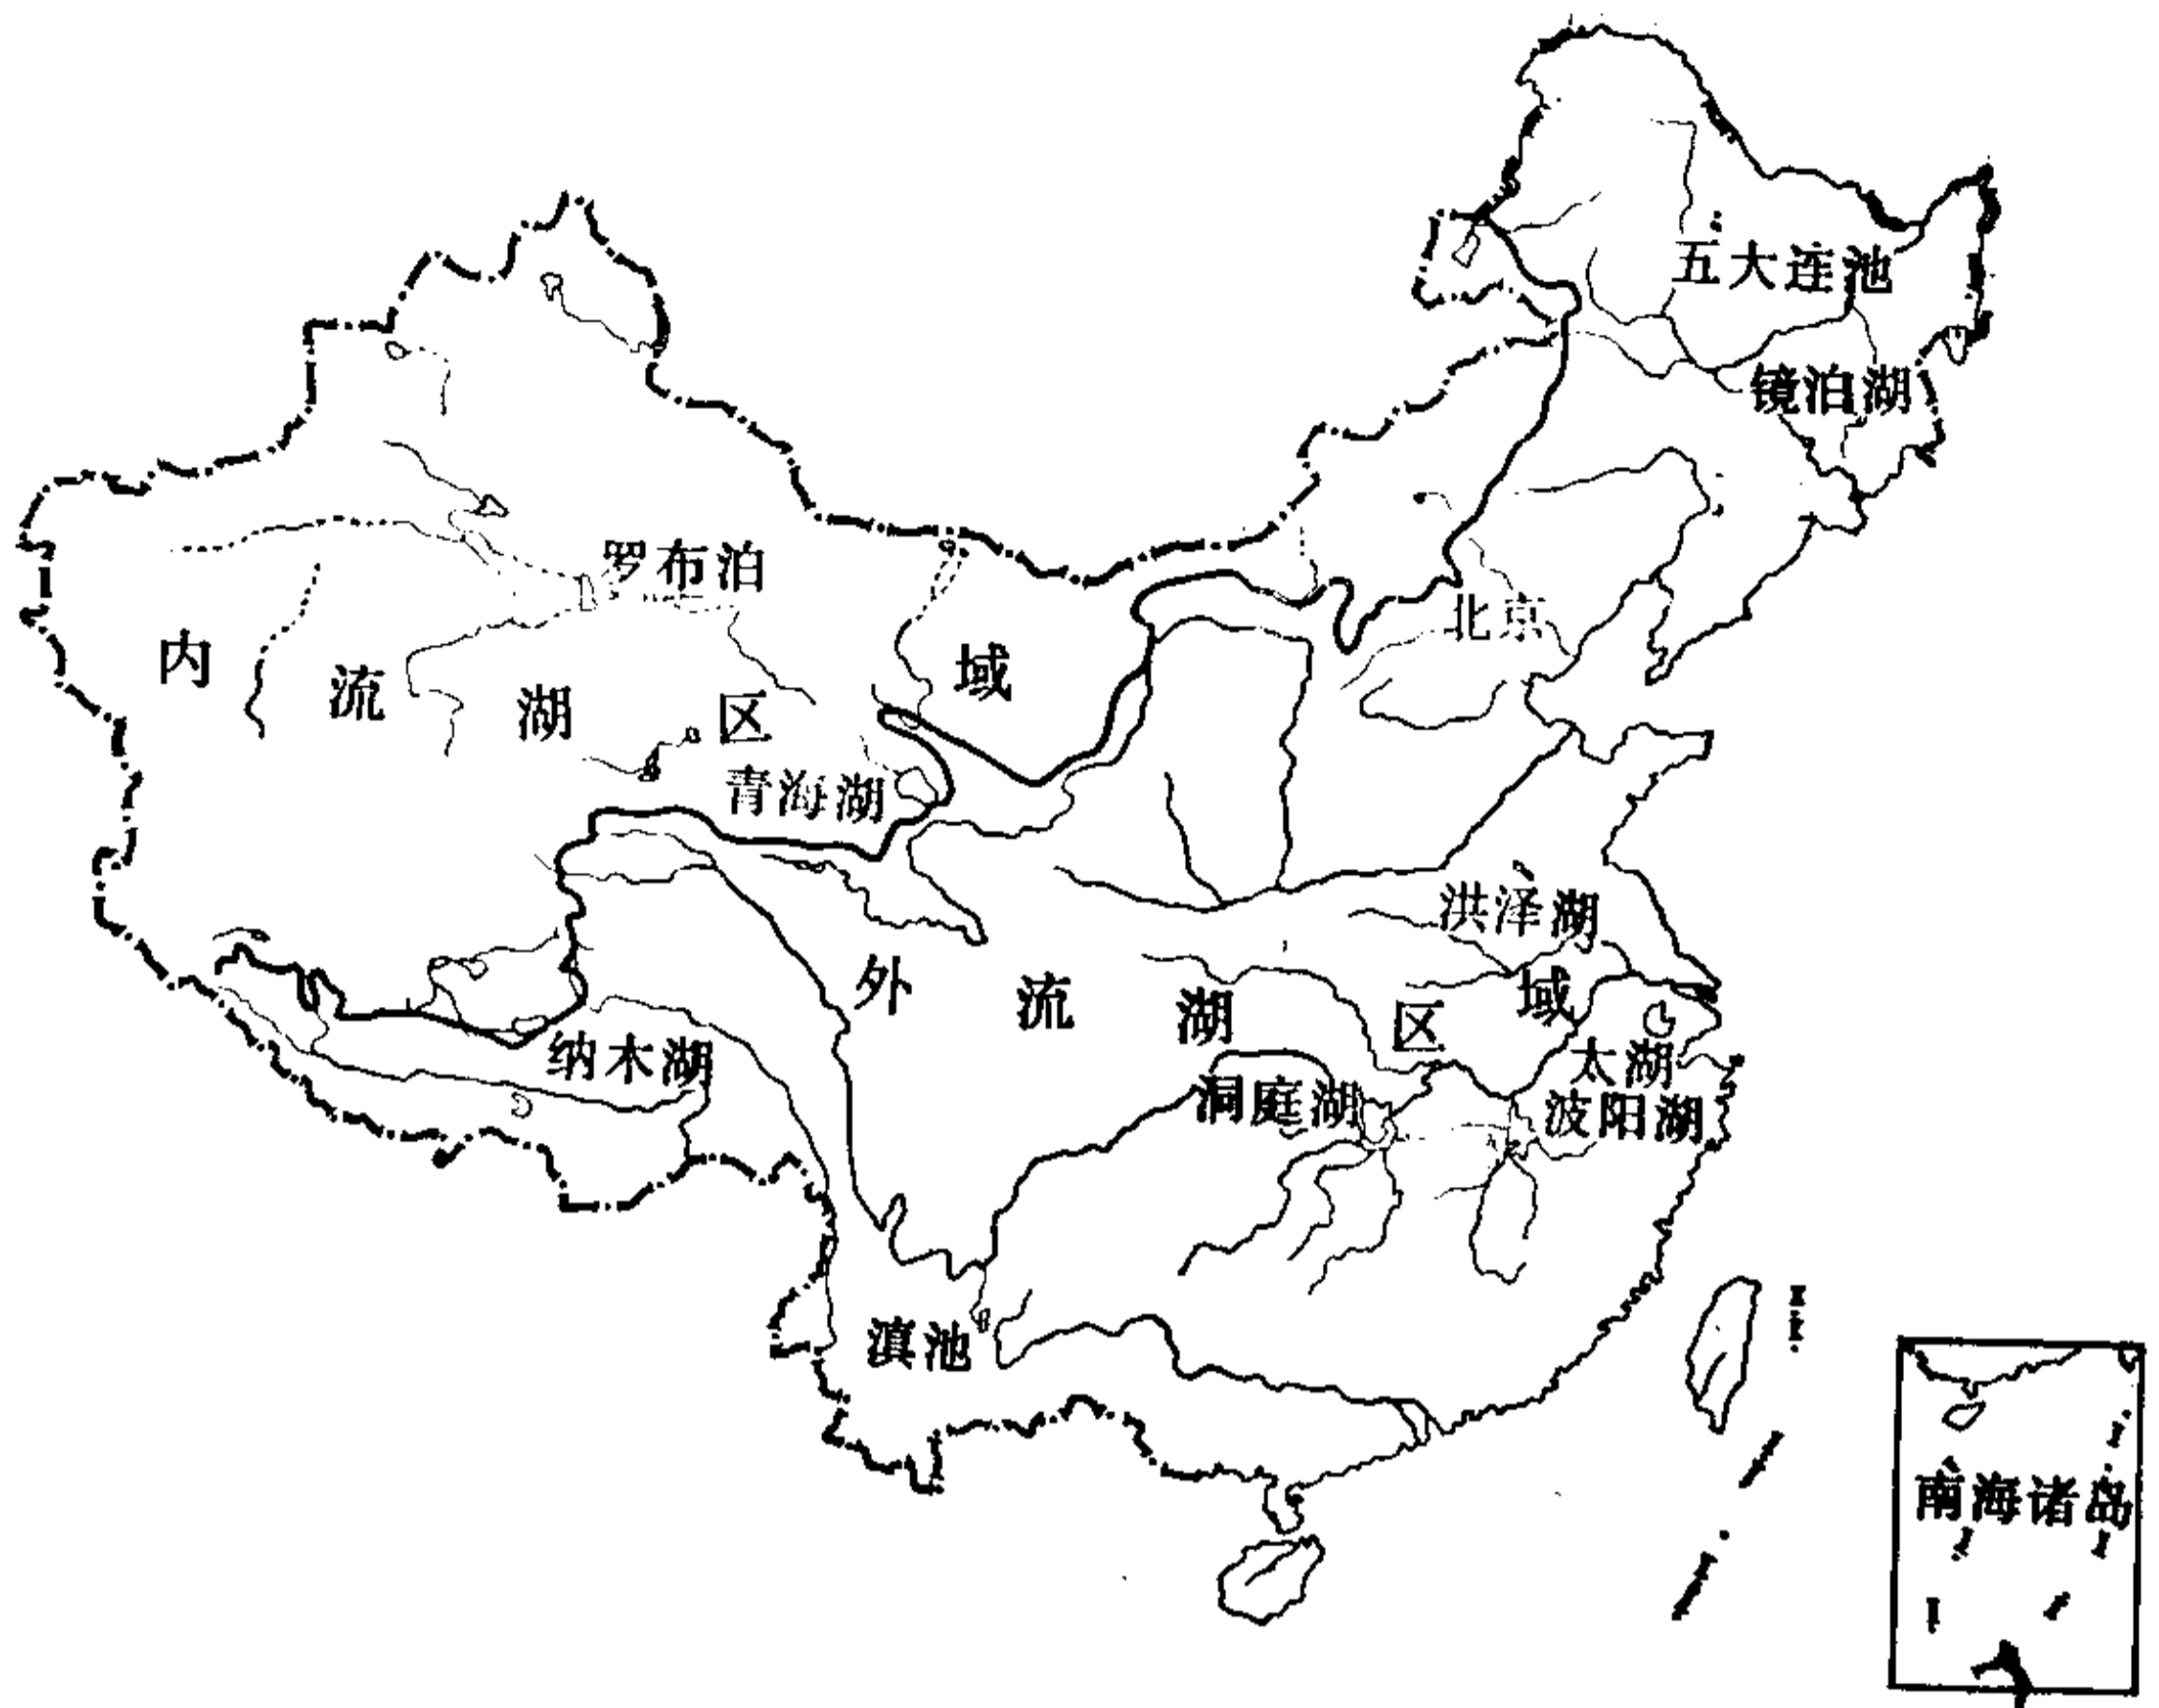 五大连池
镜泊湖
罗布泊
北京
内流湖区域
青海湖
洪泽湖
外流湖区域
纳木湖
太湖
洞庭湖
波阳湖
滇池
南海诸岛